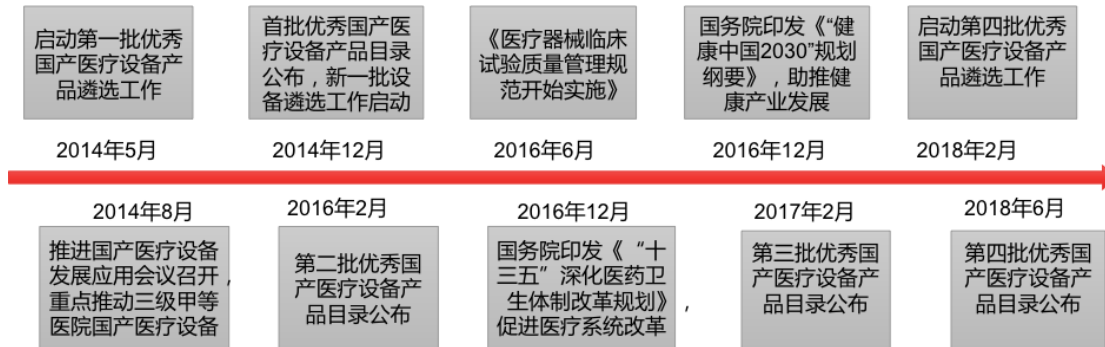 启动第一批优秀
国产医疗设备产
品遴选工作
首批优秀国产医
疗设备产品目录
公布，新一批设
备遴选工作启动
《医疗器械临床
试验质量管理规
范开始实施》
国务院印发《“健
康中国2030”规划
纲要》，助推健
康产业发展
启动第四批优秀
国产医疗设备产
品遴选工作
2014年5月
2014年12月
2016年6月
2016年12月
2018年2月
2014年8月
2016年2月
2016年12月
2017年2月
2018年6月
推进国产医疗设备
发展应用会议召开，
重点推动三级甲等
医院国产医疗设备
第二批优秀国
产医疗设备产
品目录公布
国务院印发《“十
三五”深化医药卫
生体制改革规划》，
促进医疗系统改革
第三批优秀国
产医疗设备产
品目录公布
第四批优秀国
产医疗设备产
品目录公布